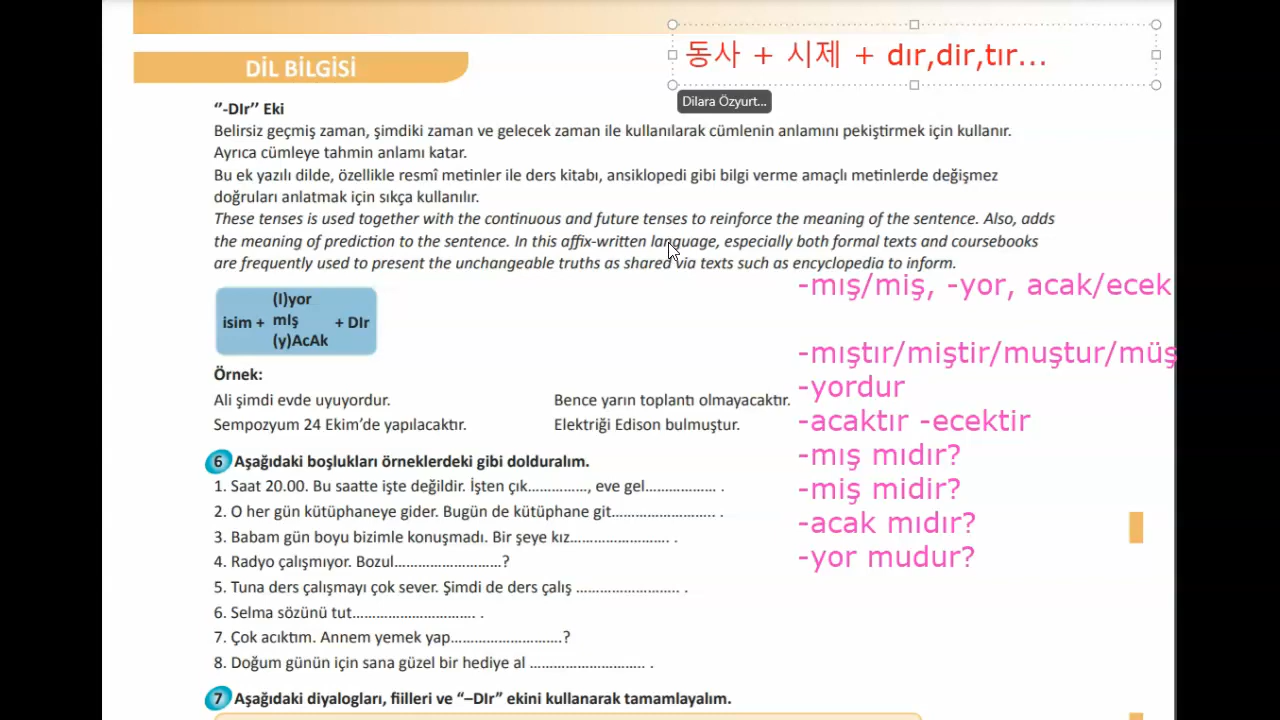 동사 + 시제 + dır,dir,tır...
DİL BİLGİSİ
Dilara Özyurt...
‘’-DIr’’ Eki
Belirsiz geçmiş zaman, şimdiki zaman ve gelecek zaman ile kullanılarak cümlenin anlamını pekiştirmek için kullanır.
Ayrıca cümleye tahmin anlamı katar.
Bu ek yazılı dilde, özellikle resmî metinler ile ders kitabı, ansiklopedi gibi bilgi verme amaçlı metinlerde değişmez
doğruları anlatmak için sıkça kullanılır.
These tenses is used together with the continuous and future tenses to reinforce the meaning of the sentence. Also, adds
the meaning of prediction to the sentence. In this affix-written language, especially both formal texts and coursebooks
are frequently used to present the unchangeable truths as shared via texts such as encyclopedia to inform.
-mış/miş, -yor, acak/ecek
(I)yor
isim + mIş + DIr
(y)AcAk
-mıştır/miştir/muştur/müş
-yordur
-acaktır -ecektir
-mış mıdır?
-miş midir?
-acak mıdır?
-yor mudur?
Örnek:
Ali şimdi evde uyuyordur. Bence yarın toplantı olmayacaktır.
Sempozyum 24 Ekim’de yapılacaktır. Elektriği Edison bulmuştur.
6 Aşağıdaki boşlukları örneklerdeki gibi dolduralım.
1. Saat 20.00. Bu saatte işte değildir. İşten çık.............., eve gel................. .
2. O her gün kütüphaneye gider. Bugün de kütüphane git........................ .
3. Babam gün boyu bizimle konuşmadı. Bir şeye kız....................... .
4. Radyo çalışmıyor. Bozul.........................?
5. Tuna ders çalışmayı çok sever. Şimdi de ders çalış ........................ .
6. Selma sözünü tut............................. .
7. Çok acıktım. Annem yemek yap..........................?
8. Doğum günün için sana güzel bir hediye al ........................... .
7 Aşağıdaki diyalogları, fiilleri ve “–DIr” ekini kullanarak tamamlayalım.